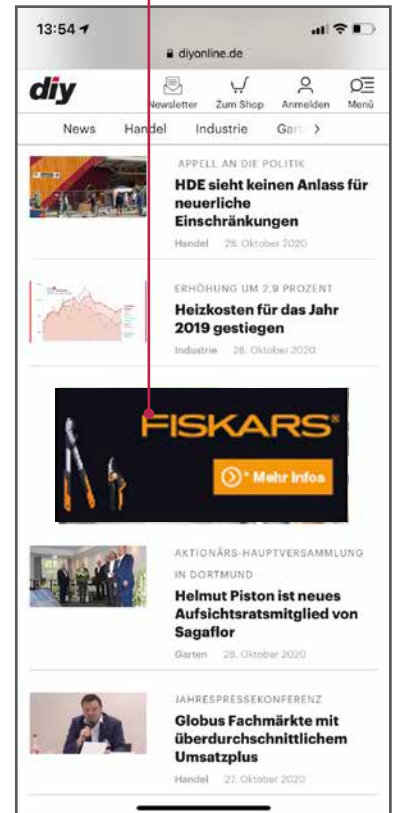 13:54
diyonline.de
diy
Newsletter Zum Shop Anmelden Menü
News Handel Industrie Gart
APPELL AN DIE POLITIK
HDE sieht keinen Anlass für
neuerliche
Einschränkungen
Handel 28. Oktober 2020
ERHÖHUNG UM 2,9 PROZENT
Heizkosten für das Jahr
2019 gestiegen
Industrie 28. Oktober 2020
FISKARS®
Mehr Infos
AKTIONÄRS-HAUPTVERSAMMLUNG
IN DORTMUND
Helmut Piston ist neues
Aufsichtsratsmitglied von
Sagaflor
Garten 28. Oktober 2020
JAHRESPRESSEKONFERENZ
Globus Fachmärkte mit
überdurchschnittlichem
Umsatzplus
Handel 27. Oktober 2020